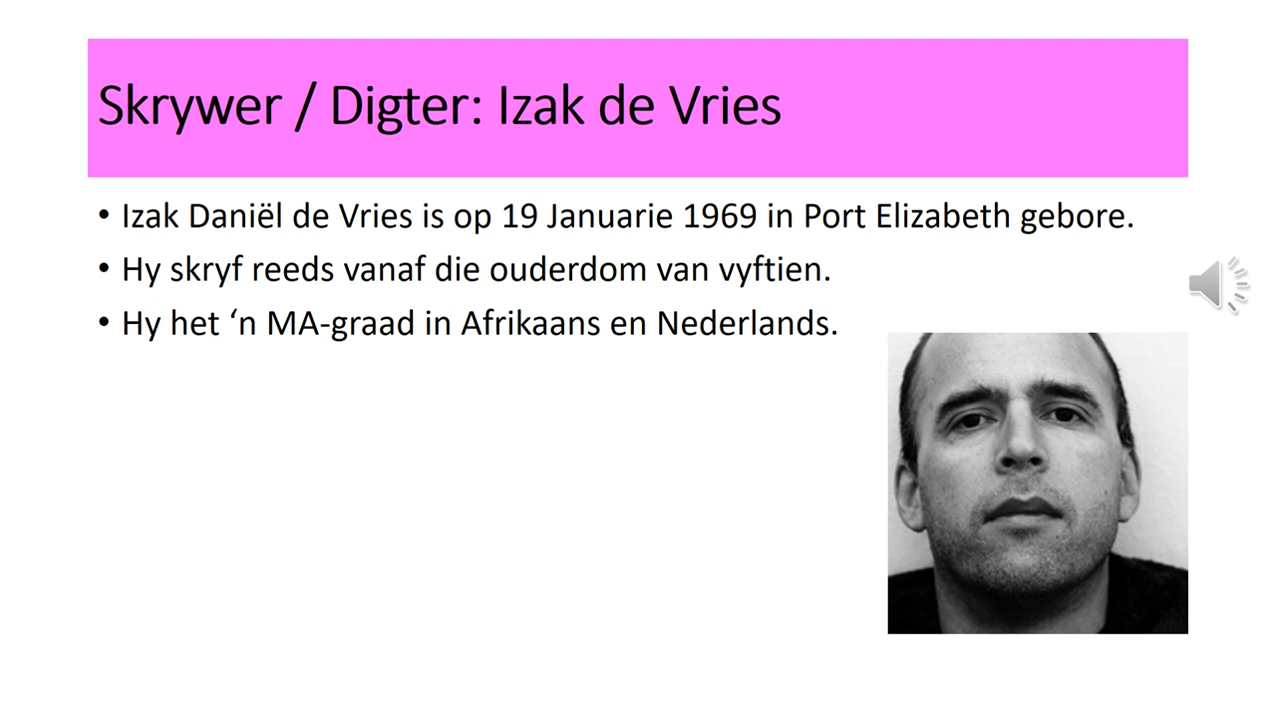 Skrywer / Digter: Izak de Vries
• Izak Daniël de Vries is op 19 Januarie 1969 in Port Elizabeth gebore.
• Hy skryf reeds vanaf die ouderdom van vyftien.
• Hy het ‘n MA-graad in Afrikaans en Nederlands.